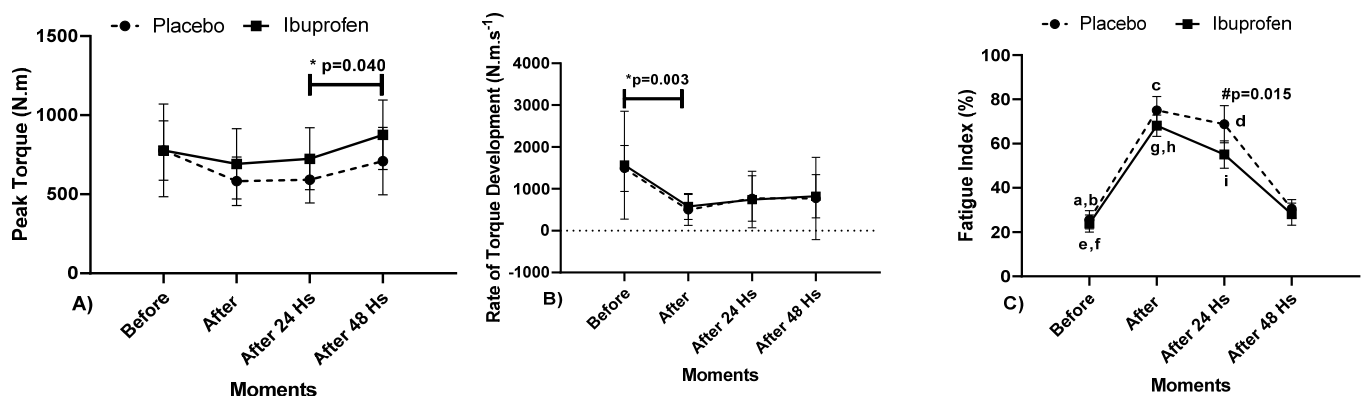 Placebo Ibuprofen
Peak Torque (N.m)
1500
1000
500
0
* p=0.040
Before
After
After 24 Hs
After 48 Hs
A)
Moments
Rate of Torque Development (N.m.s-1)
4000
3000
2000
1000
0
-1000
*p=0.003
Before
After
After 24 Hs
After 48 Hs
B)
Moments
Placebo Ibuprofen
Fatigue Index (%)
100
80
60
40
20
0
c
#p=0.015
d
g,h
i
a,b
e,f
Before
After
After 24 Hs
After 48 Hs
C)
Moments